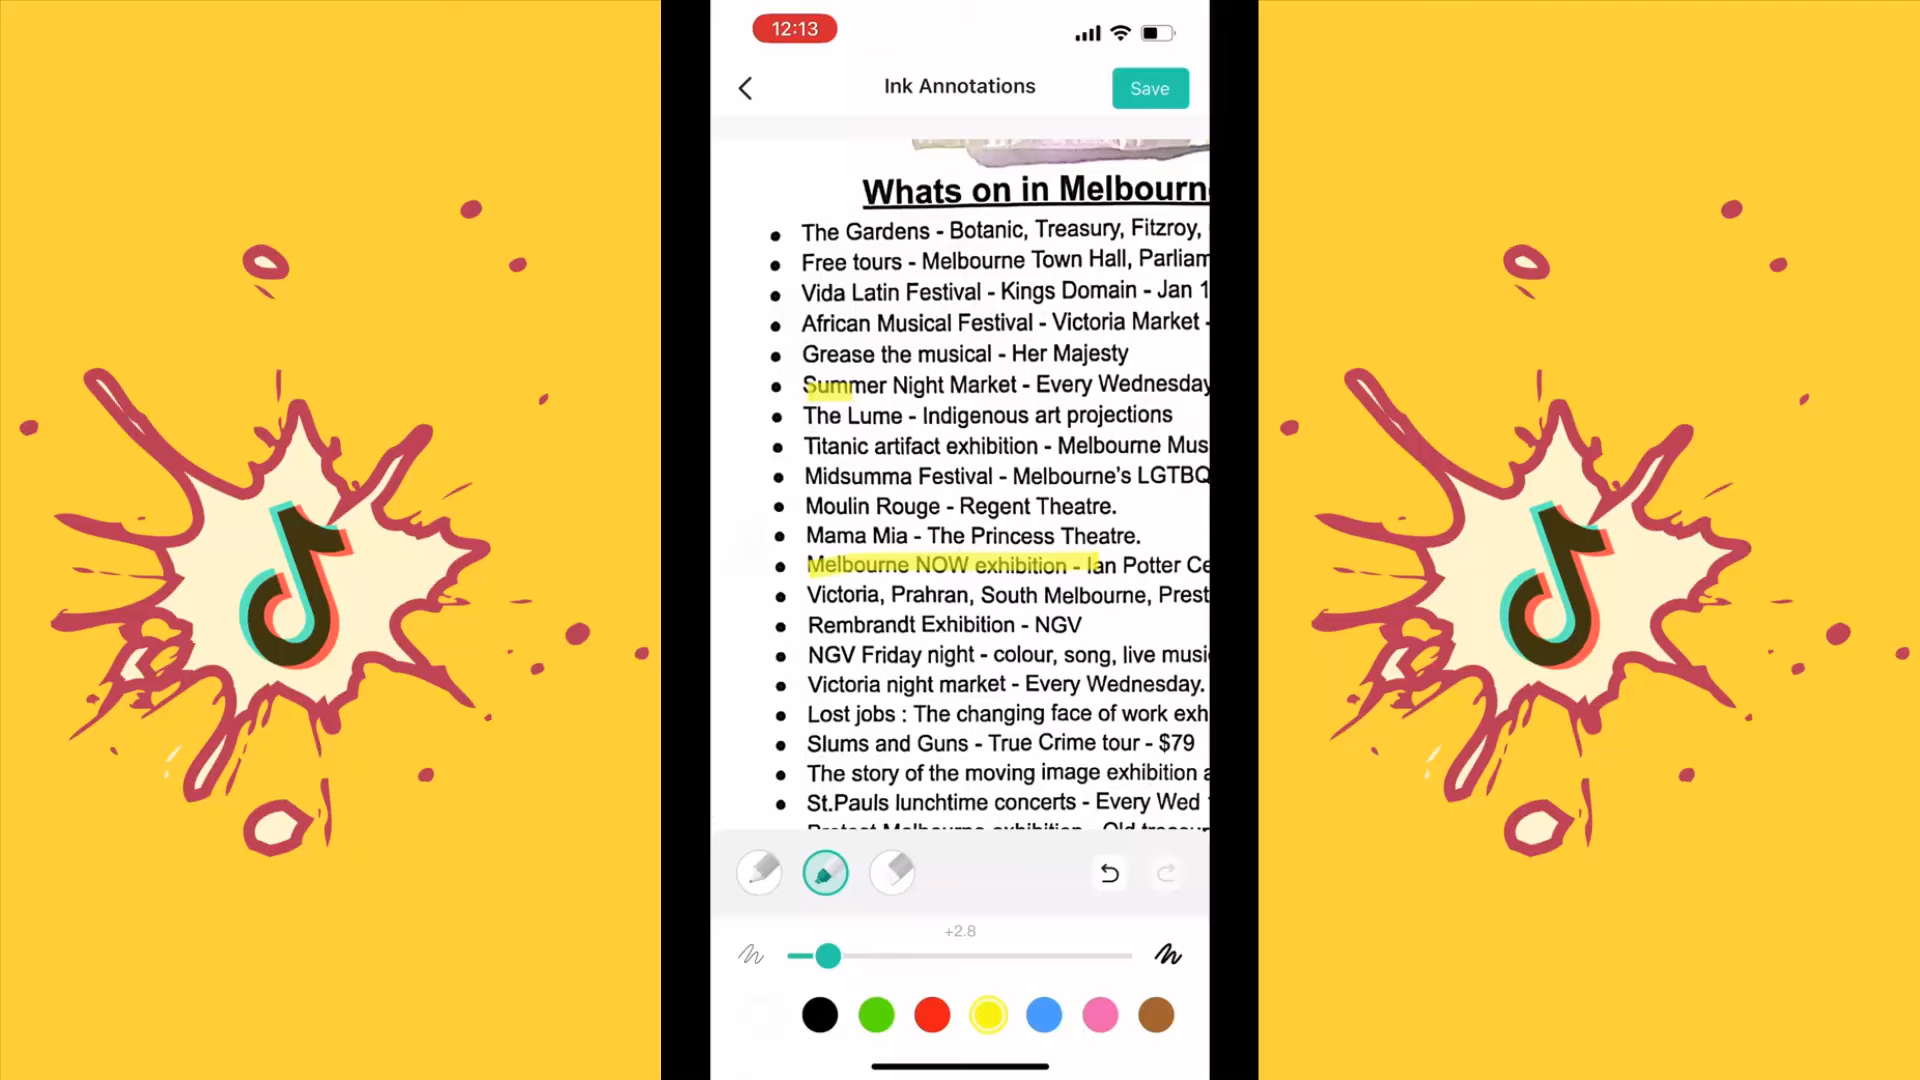 12:13
Ink Annotations
Save
Whats on in Melbourn
The Gardens - Botanic, Treasury, Fitzroy,
Free tours - Melbourne Town Hall, Parliam
Vida Latin Festival - Kings Domain - Jan 1
African Musical Festival - Victoria Market -
Grease the musical - Her Majesty
Summer Night Market - Every Wednesday
The Lume - Indigenous art projections
Titanic artifact exhibition - Melbourne Mus
Midsumma Festival - Melbourne's LGTBQ
Moulin Rouge - Regent Theatre.
Mama Mia - The Princess Theatre.
Melbourne NOW exhibition - Ian Potter Ce
Victoria, Prahran, South Melbourne, Prest
Rembrandt Exhibition - NGV
NGV Friday night - colour, song, live musi
Victoria night market - Every Wednesday.
Lost jobs : The changing face of work exh
Slums and Guns - True Crime tour - $79
The story of the moving image exhibition a
St.Pauls lunchtime concerts - Every Wed
+2.8